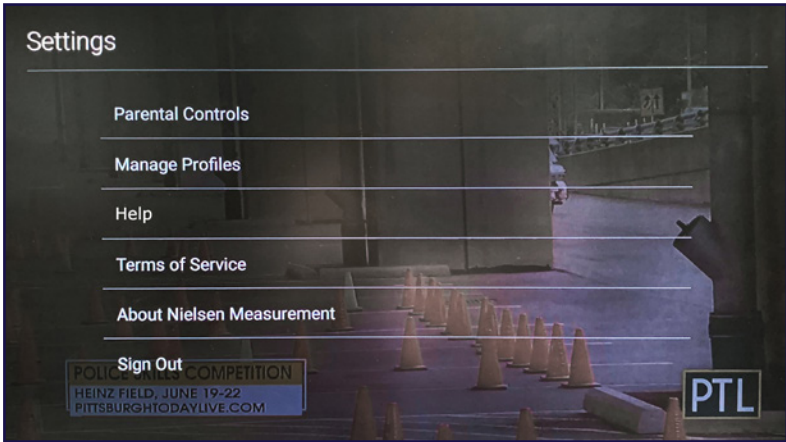 Settings
Parental Controls
Manage Profiles
Help
Terms of Service
About Nielsen Measurement
Sign Out
POLICE SKILLS COMPETITION
HEINZ FIELD, JUNE 19-22
PITTSBURGHTODAYLIVE.COM
PTL